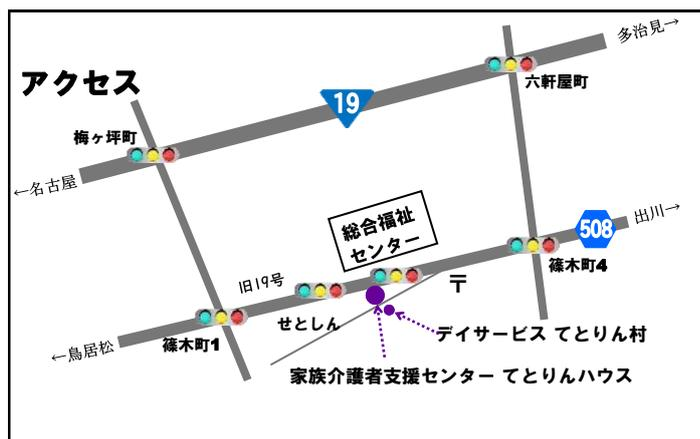 多治見→
アクセス
六軒屋町
19
梅ヶ坪町
←名古屋
出川→
508
総合福祉
センター
篠木町4
旧19号
〒
せとしん
篠木町1
←鳥居松
デイサービス てとりん村
家族介護者支援センター てとりんハウス